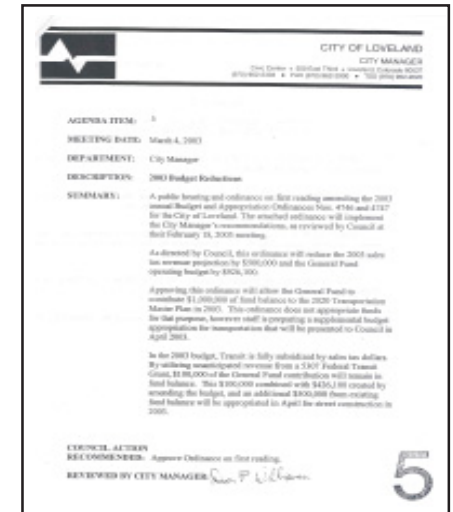 CITY OF LOVELAND
CITY MANAGER
Civic Center • 500 East Third • Loveland, Colorado 80537
AGENDA ITEM: 5
MEETING DATE: March 4, 2003
DEPARTMENT: City Manager
DESCRIPTION: 2003 Budget Reductions
SUMMARY: A public hearing and ordinance on first reading amending the 2003
annual Budget and Appropriation Ordinances Nos. 4746 and 4747
for the City of Loveland. The attached ordinance will implement
the City Manager's recommendations, as reviewed by Council at
their February 18, 2003 meeting.
As directed by Council, this ordinance will reduce the 2003 sales
tax revenue projection by $500,000 and the General Fund
operating budget by $926,100.
Approving this ordinance will allow the General Fund to
contribute $1,000,000 of fund balance to the 2020 Transportation
Master Plan in 2003. This ordinance does not appropriate funds
for that purpose, however staff is preparing a supplemental budget
appropriation for transportation that will be presented to Council in
April 2003.
In the 2003 budget, Transit is fully subsidized by sales tax dollars.
By utilizing unanticipated revenue from a 5307 Federal Transit
Grant, of the General Fund contribution will remain in
fund balance. This combined with $426,100 created by
amending the budget, and an additional from existing
fund balance will be appropriated in April for street construction in
2003.
COUNCIL ACTION
RECOMMENDED: Approve Ordinance on first reading.
REVIEWED BY CITY MANAGER:
5